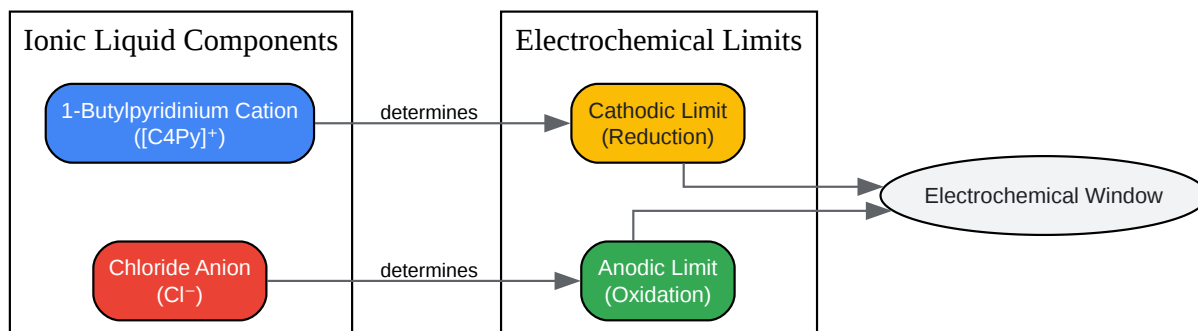 Ionic Liquid Components
Electrochemical Limits
1-Butylpyridinium Cation
([C4Py]⁺)
determines
Cathodic Limit
(Reduction)
Electrochemical Window
Chloride Anion
(Cl⁻)
determines
Anodic Limit
(Oxidation)